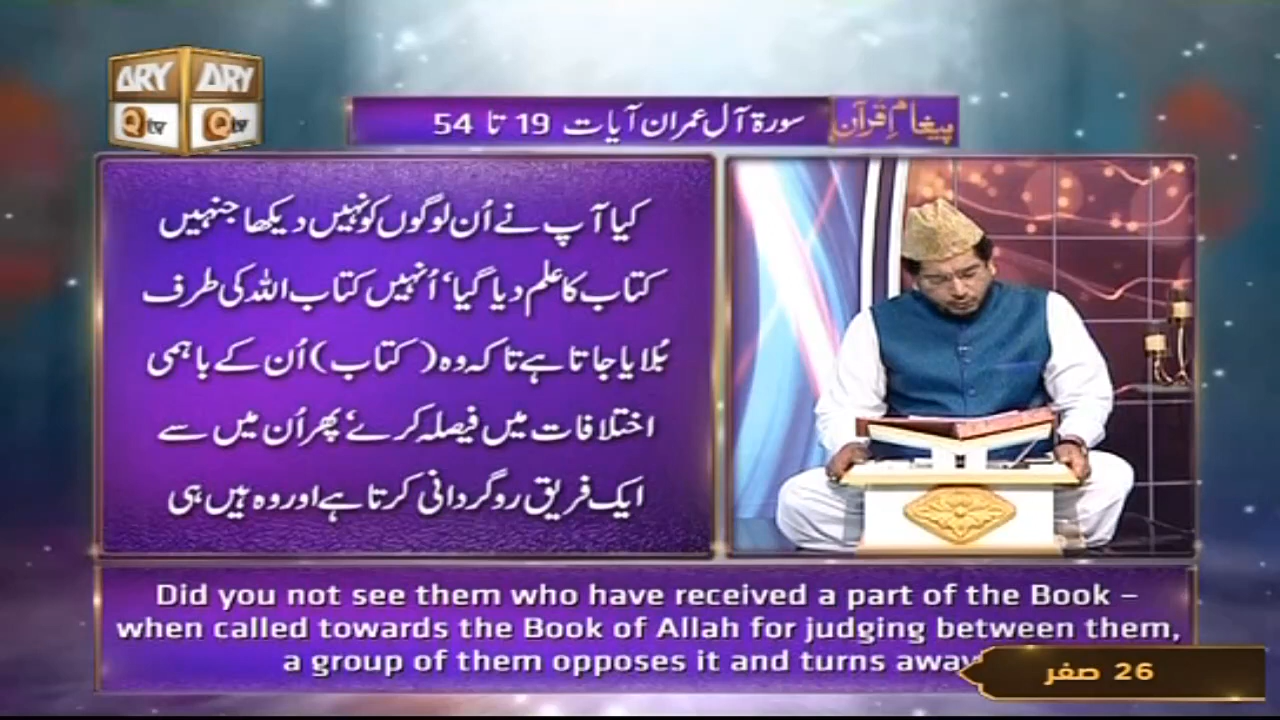 ARY ARY
Qtv Qtv
پیغامِ قرآن
سورۃ آل عمران آیات 19 تا 54
کیا آپ نے اُن لوگوں کو نہیں دیکھا جنہیں
کتاب کا علم دیا گیا‘ اُنہیں کتاب اللہ کی طرف
بُلایا جاتا ہے تاکہ وہ (کتاب) اُن کے باہمی
اختلافات میں فیصلہ کرے‘ پھر اُن میں سے
ایک فریق روگردانی کرتا ہے اور وہ ہیں ہی
Did you not see them who have received a part of the Book –
when called towards the Book of Allah for judging between them,
a group of them opposes it and turns away
26 صفر